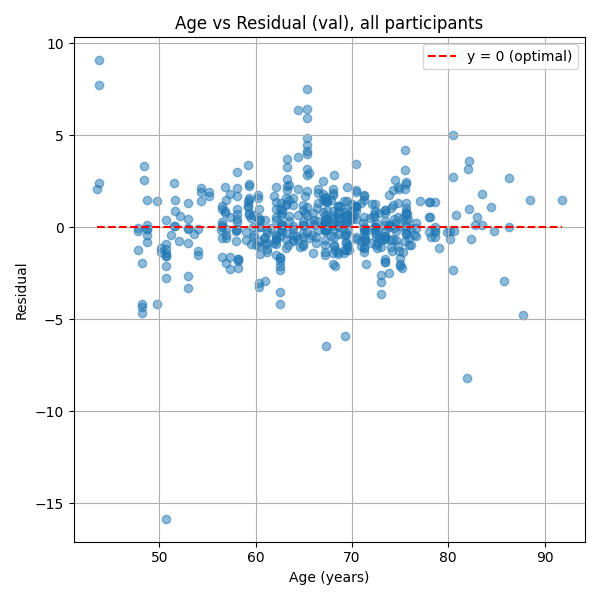 Age vs Residual (val), all participants
y = 0 (optimal)
10
5
0
−5
−10
−15
Residual
50 60 70 80 90
Age (years)